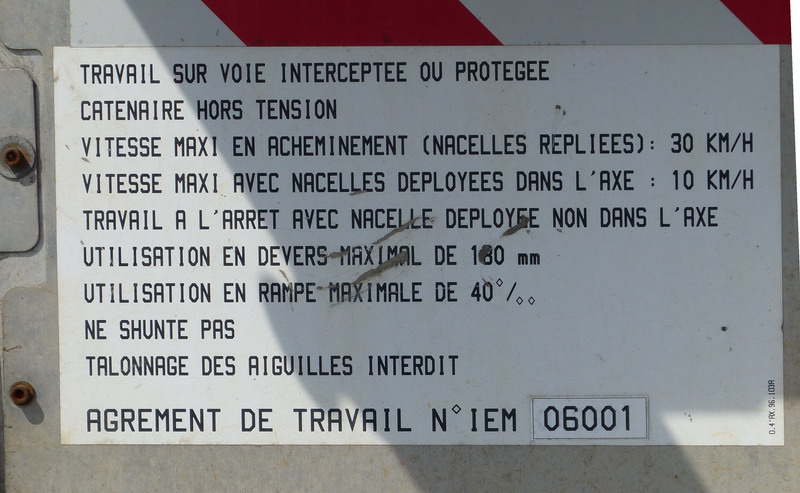 TRAVAIL SUR VOIE INTERCEPTEE OU PROTEGEE
CATENAIRE HORS TENSION
VITESSE MAXI EN ACHEMINEMENT (NACELLES REPLIEES): 30 KM/H
VITESSE MAXI AVEC NACELLES DEPLOYEES DANS L'AXE : 10 KM/H
TRAVAIL A L'ARRET AVEC NACELLE DEPLOYEE NON DANS L'AXE
UTILISATION EN DEVERS MAXIMAL DE 180 mm
UTILISATION EN RAMPE MAXIMALE DE 40°/₀₀
NE SHUNTE PAS
TALONNAGE DES AIGUILLES INTERDIT
AGREMENT DE TRAVAIL N°IEM 06001